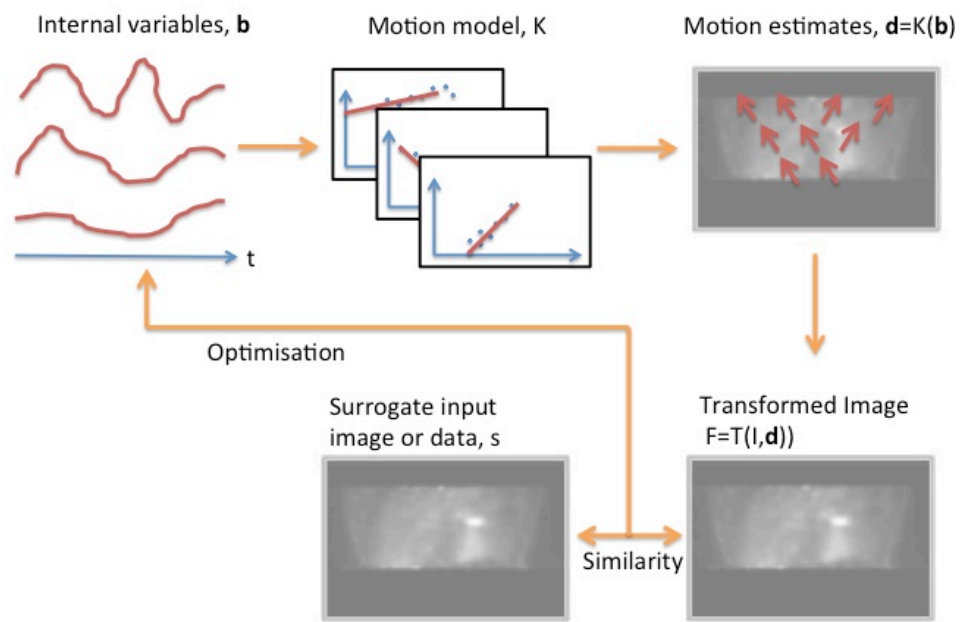 Internal variables, b
Motion model, K
Motion estimates, d=K(b)
t
Optimisation
Surrogate input
image or data, s
Transformed Image
F=T(I,d))
Similarity